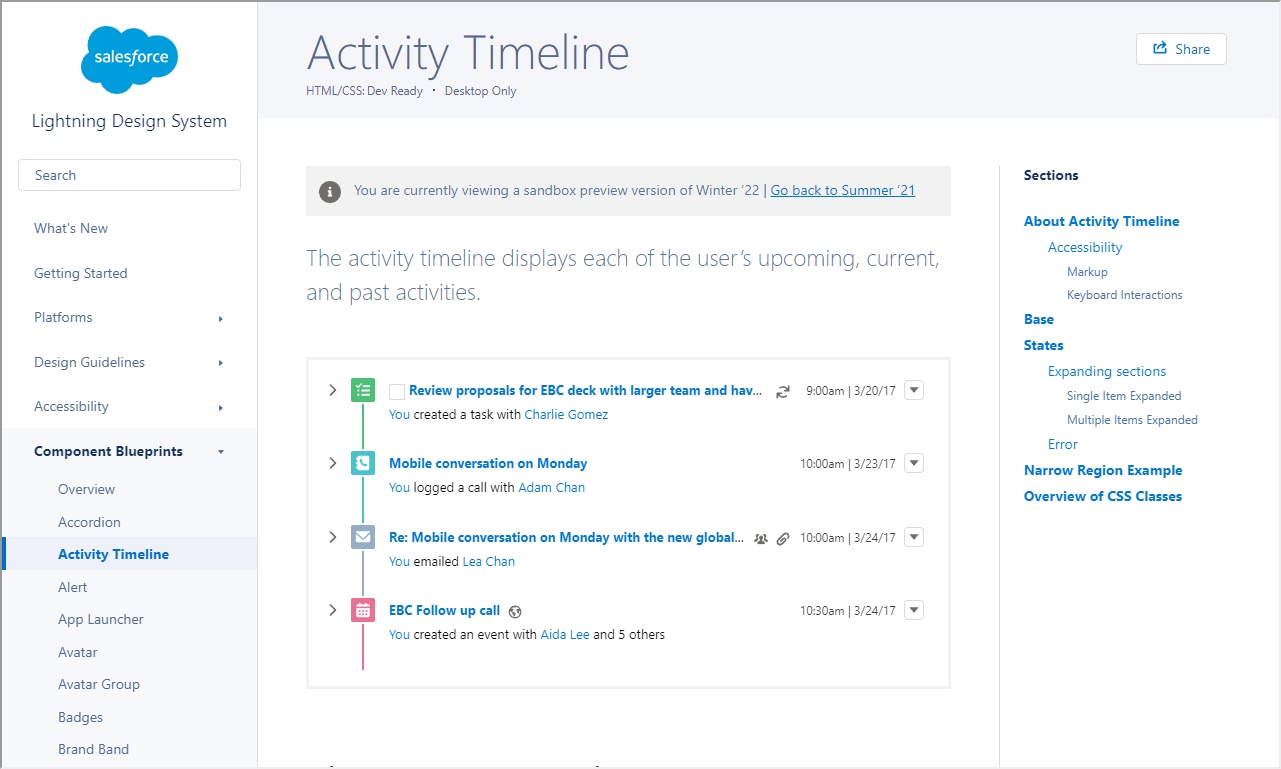 salesforce
Lightning Design System
Search
What's New
Getting Started
Platforms
Design Guidelines
Accessibility
Component Blueprints
Overview
Accordion
Activity Timeline
Alert
App Launcher
Avatar
Avatar Group
Badges
Brand Band
Activity Timeline
HTML/CSS: Dev Ready • Desktop Only
Share
You are currently viewing a sandbox preview version of Winter ’22 | Go back to Summer ’21
The activity timeline displays each of the user’s upcoming, current,
and past activities.
Review proposals for EBC deck with larger team and hav... 9:00am | 3/20/17
You created a task with Charlie Gomez
Mobile conversation on Monday 10:00am | 3/23/17
You logged a call with Adam Chan
Re: Mobile conversation on Monday with the new global... 10:00am | 3/24/17
You emailed Lea Chan
EBC Follow up call 10:30am | 3/24/17
You created an event with Aida Lee and 5 others
Sections
About Activity Timeline
Accessibility
Markup
Keyboard Interactions
Base
States
Expanding sections
Single Item Expanded
Multiple Items Expanded
Error
Narrow Region Example
Overview of CSS Classes